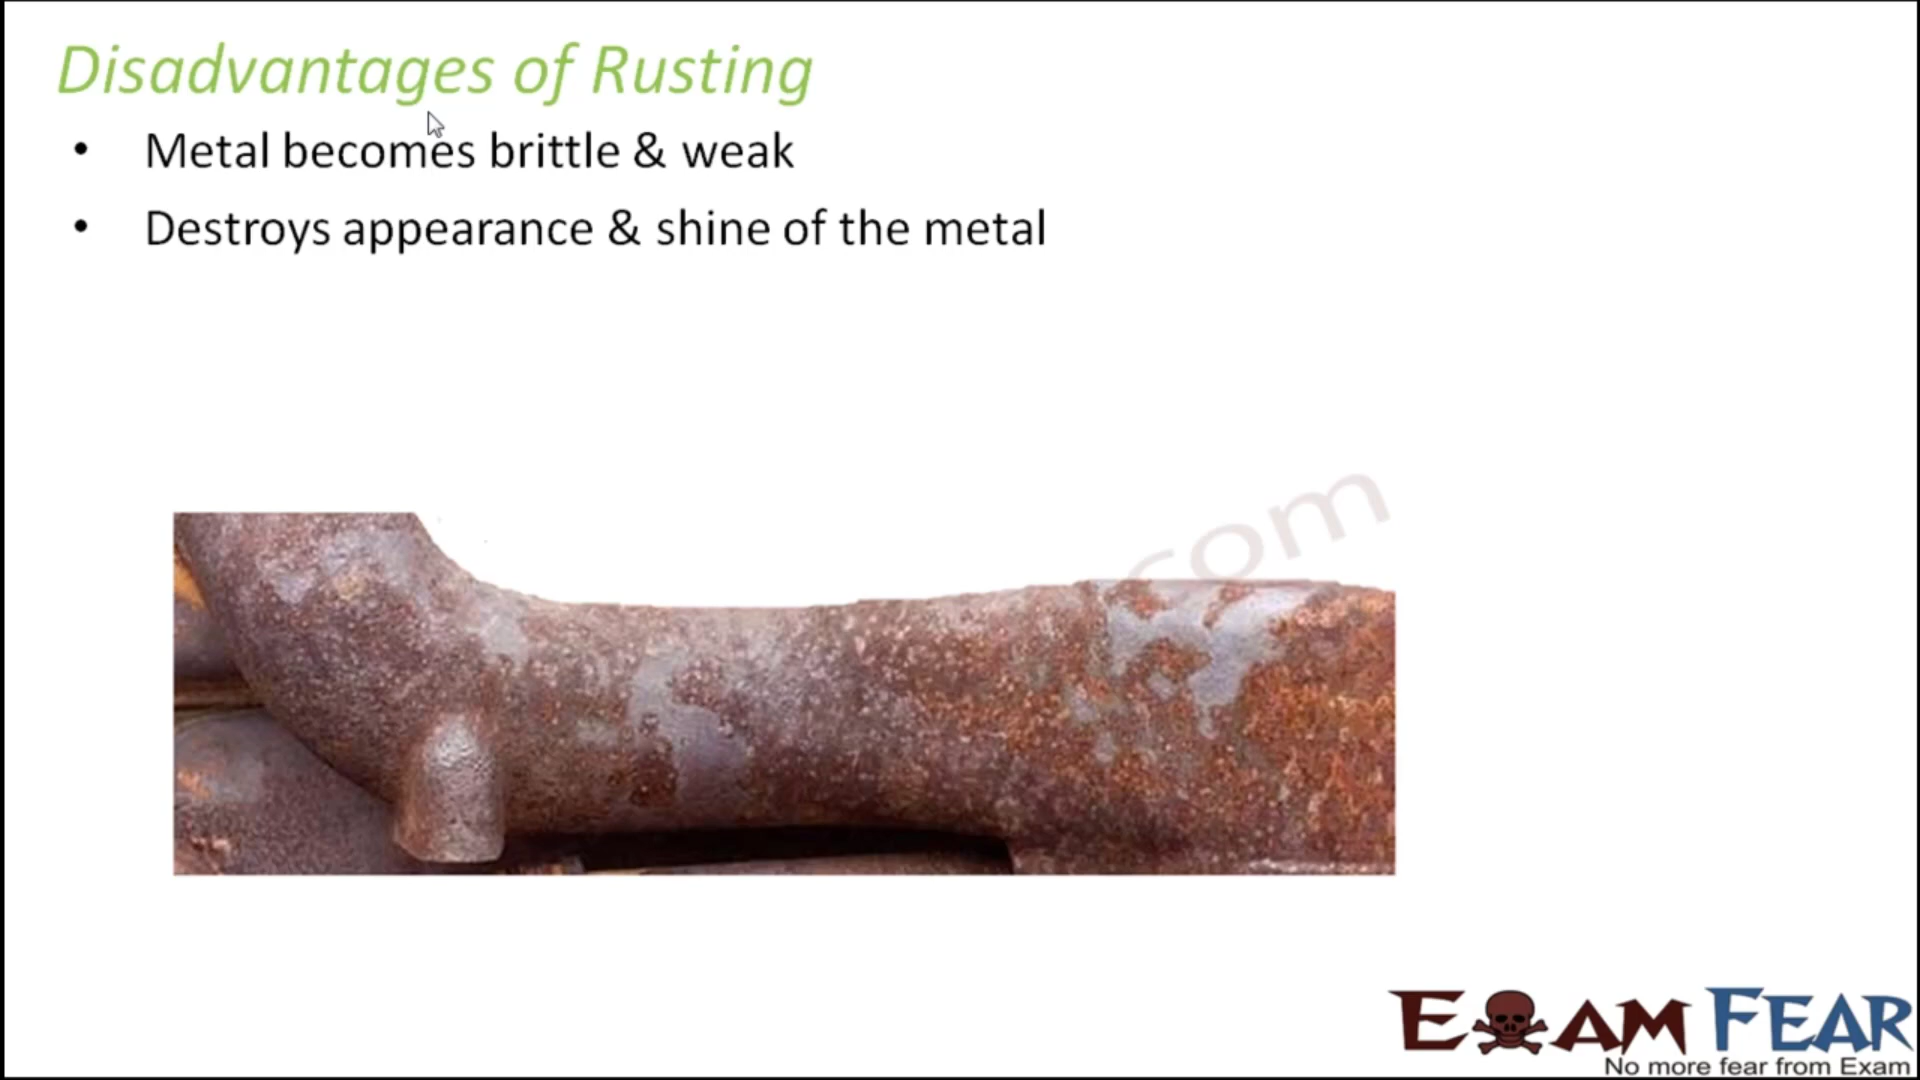 Disadvantages of Rusting
• Metal becomes brittle & weak
• Destroys appearance & shine of the metal
com
EXAM FEAR
No more fear from Exam